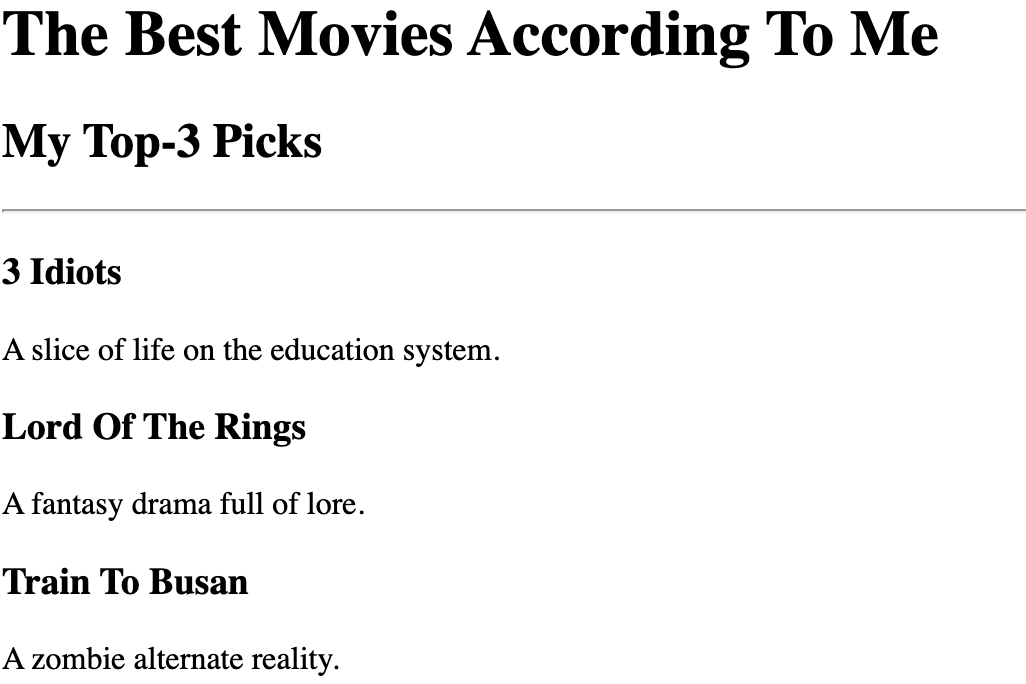 The Best Movies According To Me
My Top-3 Picks
3 Idiots
A slice of life on the education system.
Lord Of The Rings
A fantasy drama full of lore.
Train To Busan
A zombie alternate reality.